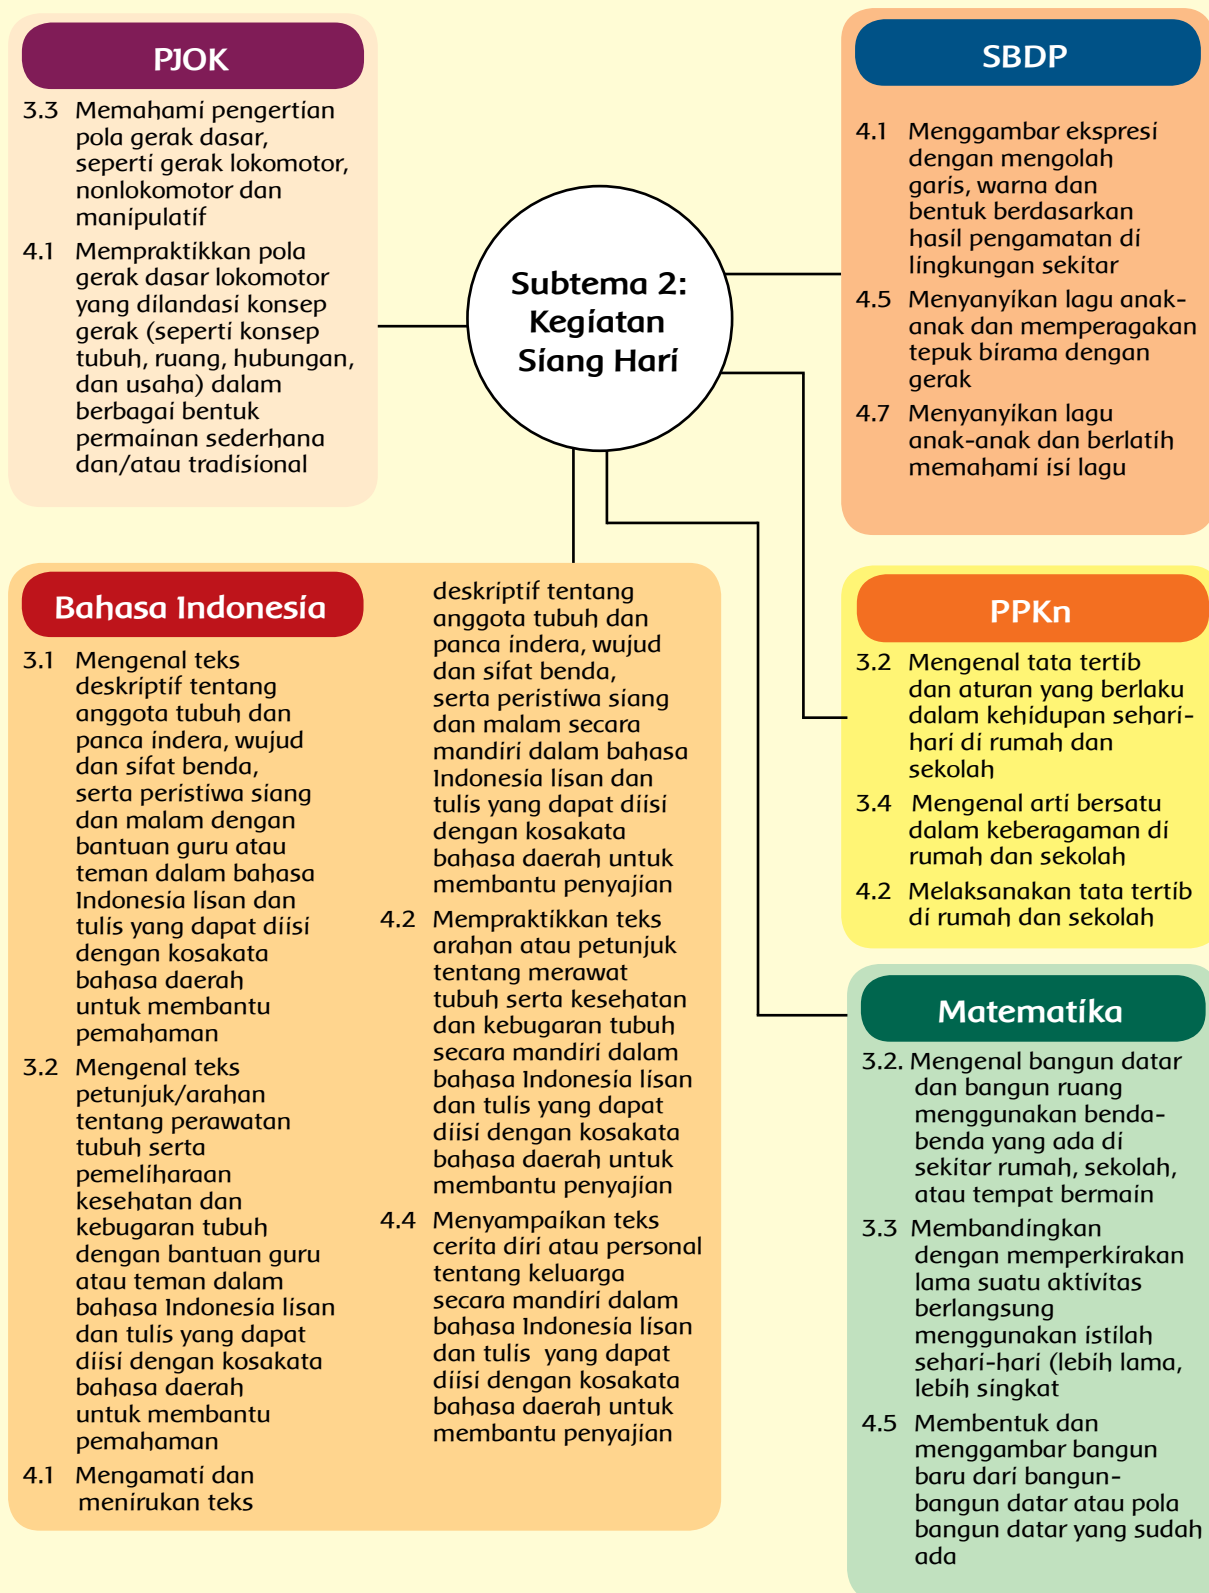 PJOK
3.3 Memahami pengertian
pola gerak dasar,
seperti gerak lokomotor,
nonlokomotor dan
manipulatif
4.1 Mempraktikkan pola
gerak dasar lokomotor
yang dilandasi konsep
gerak (seperti konsep
tubuh, ruang, hubungan,
dan usaha) dalam
berbagai bentuk
permainan sederhana
dan/atau tradisional
Subtema 2:
Kegiatan
Siang Hari
SBDP
4.1 Menggambar ekspresi
dengan mengolah
garis, warna dan
bentuk berdasarkan
hasil pengamatan di
lingkungan sekitar
4.5 Menyanyikan lagu anak-
anak dan memperagakan
tepuk birama dengan
gerak
4.7 Menyanyikan lagu
anak-anak dan berlatih
memahami isi lagu
Bahasa Indonesia
3.1 Mengenal teks
deskriptif tentang
anggota tubuh dan
panca indera, wujud
dan sifat benda,
serta peristiwa siang
dan malam dengan
bantuan guru atau
teman dalam bahasa
Indonesia lisan dan
tulis yang dapat diisi
dengan kosakata
bahasa daerah
untuk membantu
pemahaman
3.2 Mengenal teks
petunjuk/arahan
tentang perawatan
tubuh serta
pemeliharaan
kesehatan dan
kebugaran tubuh
dengan bantuan guru
atau teman dalam
bahasa Indonesia lisan
dan tulis yang dapat
diisi dengan kosakata
bahasa daerah
untuk membantu
pemahaman
4.1 Mengamati dan
menirukan teks
deskriptif tentang
anggota tubuh dan
panca indera, wujud
dan sifat benda,
serta peristiwa siang
dan malam secara
mandiri dalam bahasa
Indonesia lisan dan
tulis yang dapat diisi
dengan kosakata
bahasa daerah untuk
membantu penyajian
4.2 Mempraktikkan teks
arahan atau petunjuk
tentang merawat
tubuh serta kesehatan
dan kebugaran tubuh
secara mandiri dalam
bahasa Indonesia lisan
dan tulis yang dapat
diisi dengan kosakata
bahasa daerah untuk
membantu penyajian
4.4 Menyampaikan teks
cerita diri atau personal
tentang keluarga
secara mandiri dalam
bahasa Indonesia lisan
dan tulis yang dapat
diisi dengan kosakata
bahasa daerah untuk
membantu penyajian
PPKn
3.2 Mengenal tata tertib
dan aturan yang berlaku
dalam kehidupan sehari-
hari di rumah dan
sekolah
3.4 Mengenal arti bersatu
dalam keberagaman di
rumah dan sekolah
4.2 Melaksanakan tata tertib
di rumah dan sekolah
Matematika
3.2. Mengenal bangun datar
dan bangun ruang
menggunakan benda-
benda yang ada di
sekitar rumah, sekolah,
atau tempat bermain
3.3 Membandingkan
dengan memperkirakan
lama suatu aktivitas
berlangsung
menggunakan istilah
sehari-hari (lebih lama,
lebih singkat
4.5 Membentuk dan
menggambar bangun
baru dari bangun-
bangun datar atau pola
bangun datar yang sudah
ada